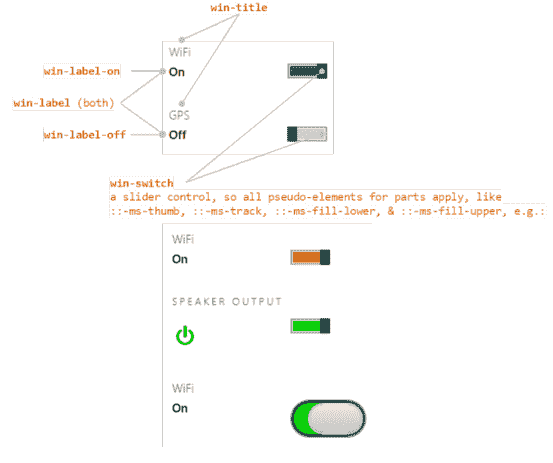 win-title
WiFi
win-label-on
On
win-label (both)
GPS
win-label-off
Off
win-switch
a slider control, so all pseudo-elements for parts apply, like
::-ms-thumb, ::-ms-track, ::-ms-fill-lower, & ::-ms-fill-upper, e.g.:
WiFi
On
SPEAKER OUTPUT
WiFi
On